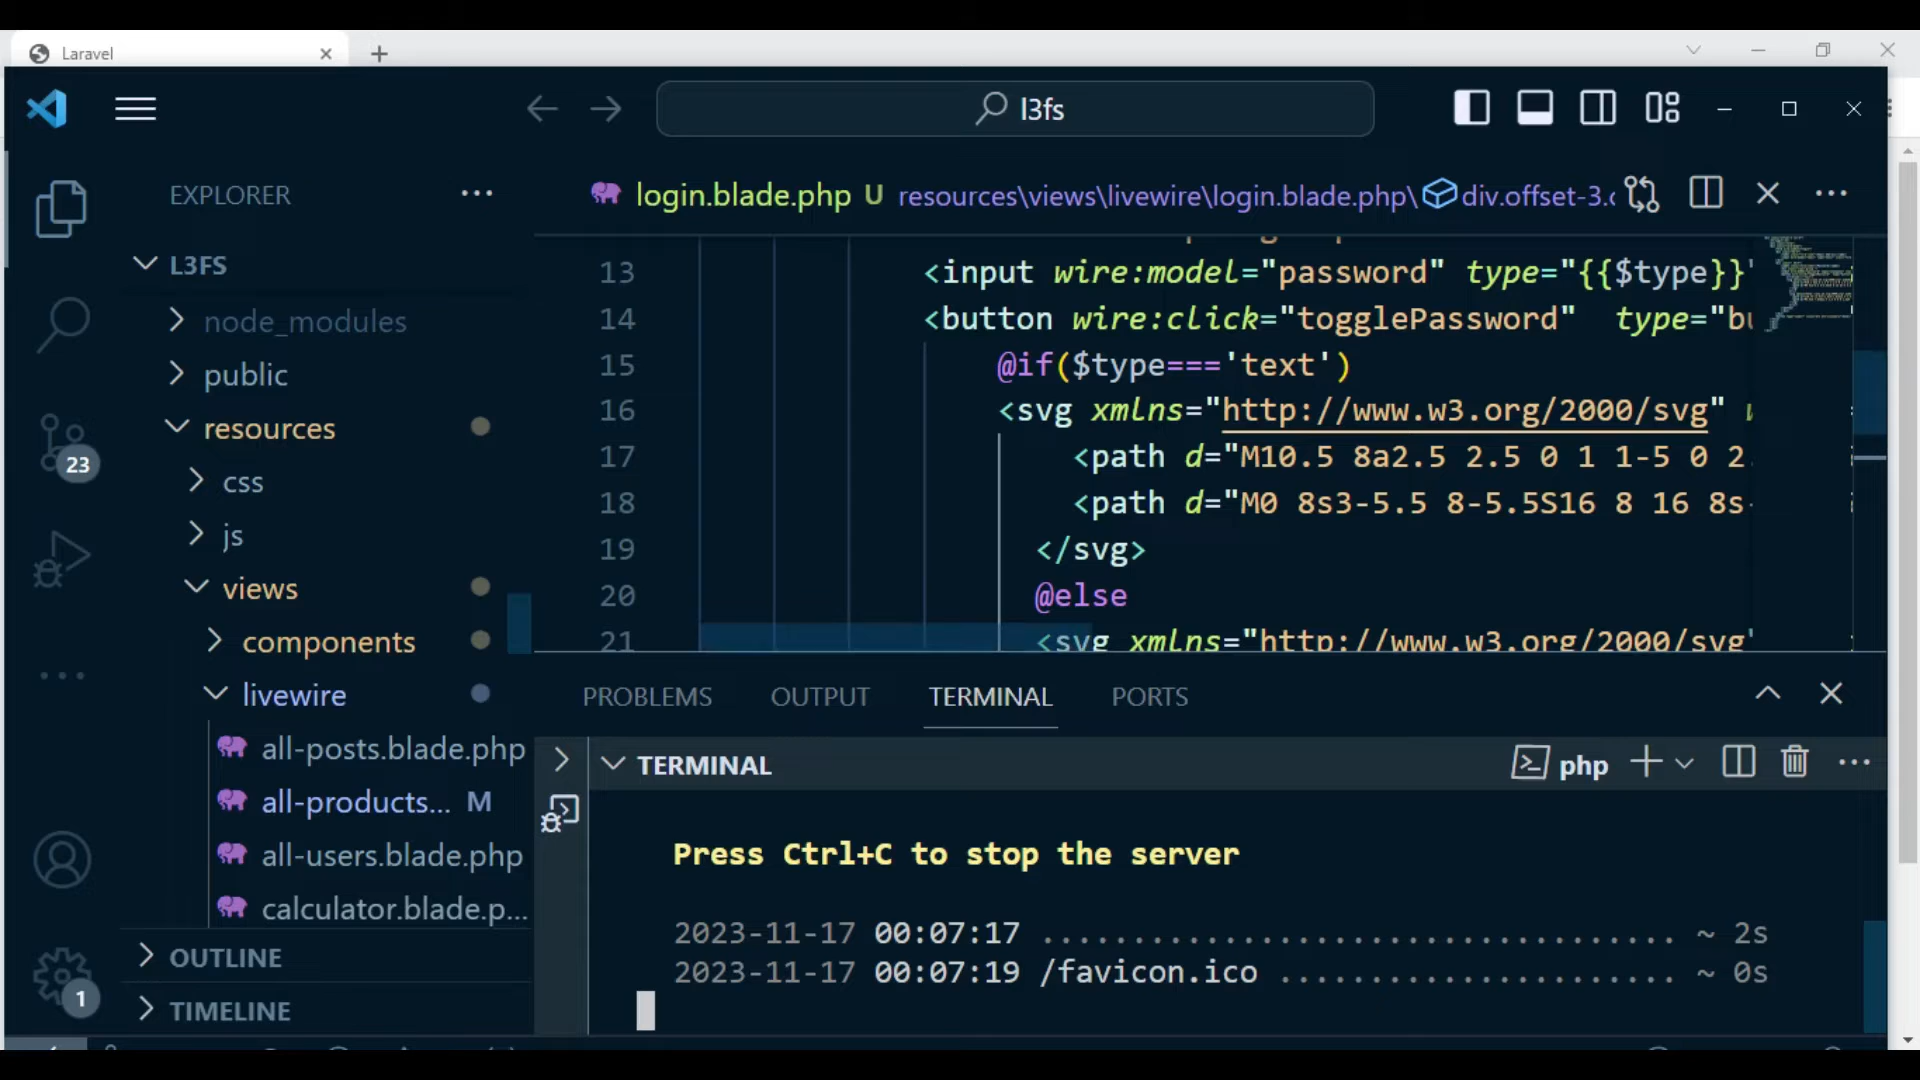 Laravel
l3fs
EXPLORER
login.blade.php U resources\views\livewire\login.blade.php\ div.offset-3.
L3FS
node_modules
public
resources
css
js
views
components
livewire
all-posts.blade.php
all-products... M
all-users.blade.php
calculator.blade.p...
OUTLINE
TIMELINE
23
1
13 <input wire:model="password" type="{{$type}}"
14 <button wire:click="togglePassword" type="bu
15 @if($type==='text')
16 <svg xmlns="http://www.w3.org/2000/svg"
17 <path d="M10.5 8a2.5 2.5 0 1 1-5 0 2.
18 <path d="M0 8s3-5.5 8-5.5S16 8 16 8s-
19 </svg>
20 @else
21 <svg xmlns="http://www.w3.org/2000/svg"
PROBLEMS OUTPUT TERMINAL PORTS
TERMINAL
php
Press Ctrl+C to stop the server
2023-11-17 00:07:17 ................................... ~ 2s
2023-11-17 00:07:19 /favicon.ico ...................... ~ 0s